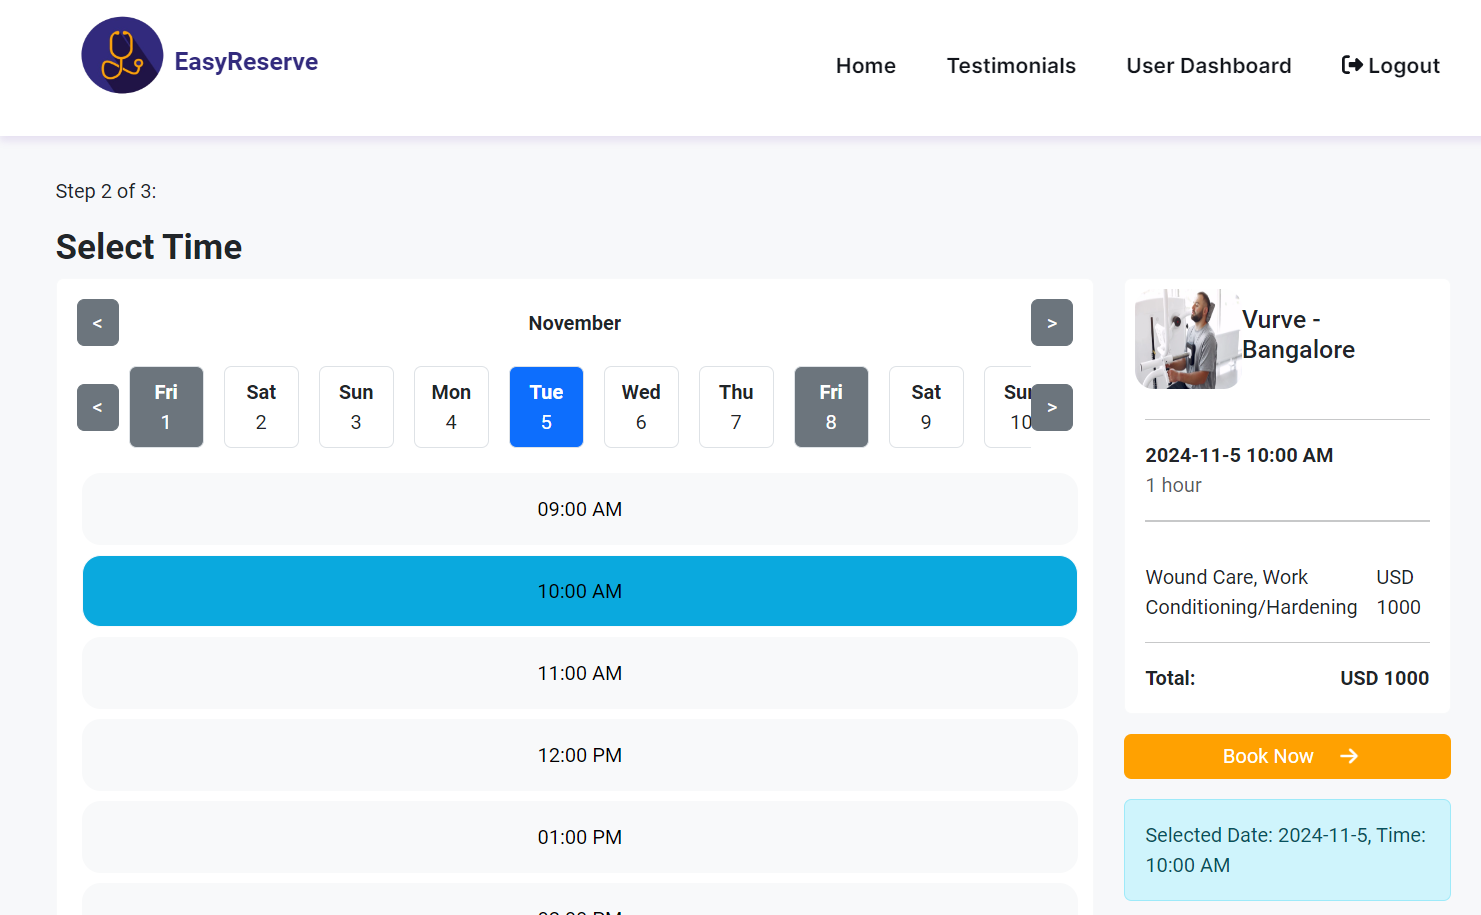 EasyReserve
Home
Testimonials
User Dashboard
Logout
Step 2 of 3:
Select Time
<
November
>
<
Fri
1
Sat
2
Sun
3
Mon
4
Tue
5
Wed
6
Thu
7
Fri
8
Sat
9
Sun
10
>
09:00 AM
10:00 AM
11:00 AM
12:00 PM
01:00 PM
Vurve -
Bangalore
2024-11-5 10:00 AM
1 hour
Wound Care, Work USD
Conditioning/Hardening 1000
Total: USD 1000
Book Now
Selected Date: 2024-11-5, Time:
10:00 AM